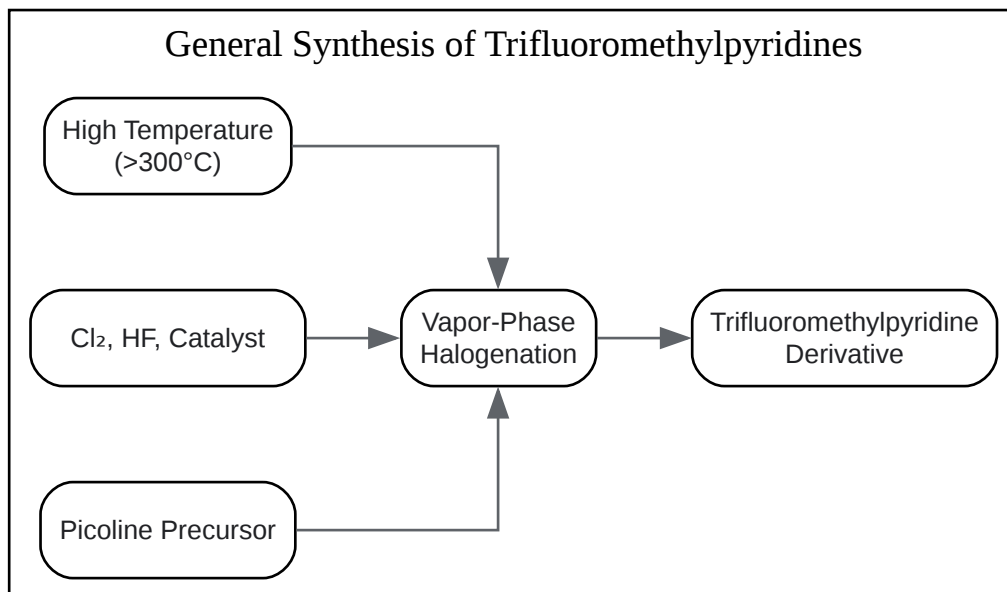 General Synthesis of Trifluoromethylpyridines
High Temperature
(>300°C)
Cl₂, HF, Catalyst
Vapor-Phase
Halogenation
Trifluoromethylpyridine
Derivative
Picoline Precursor